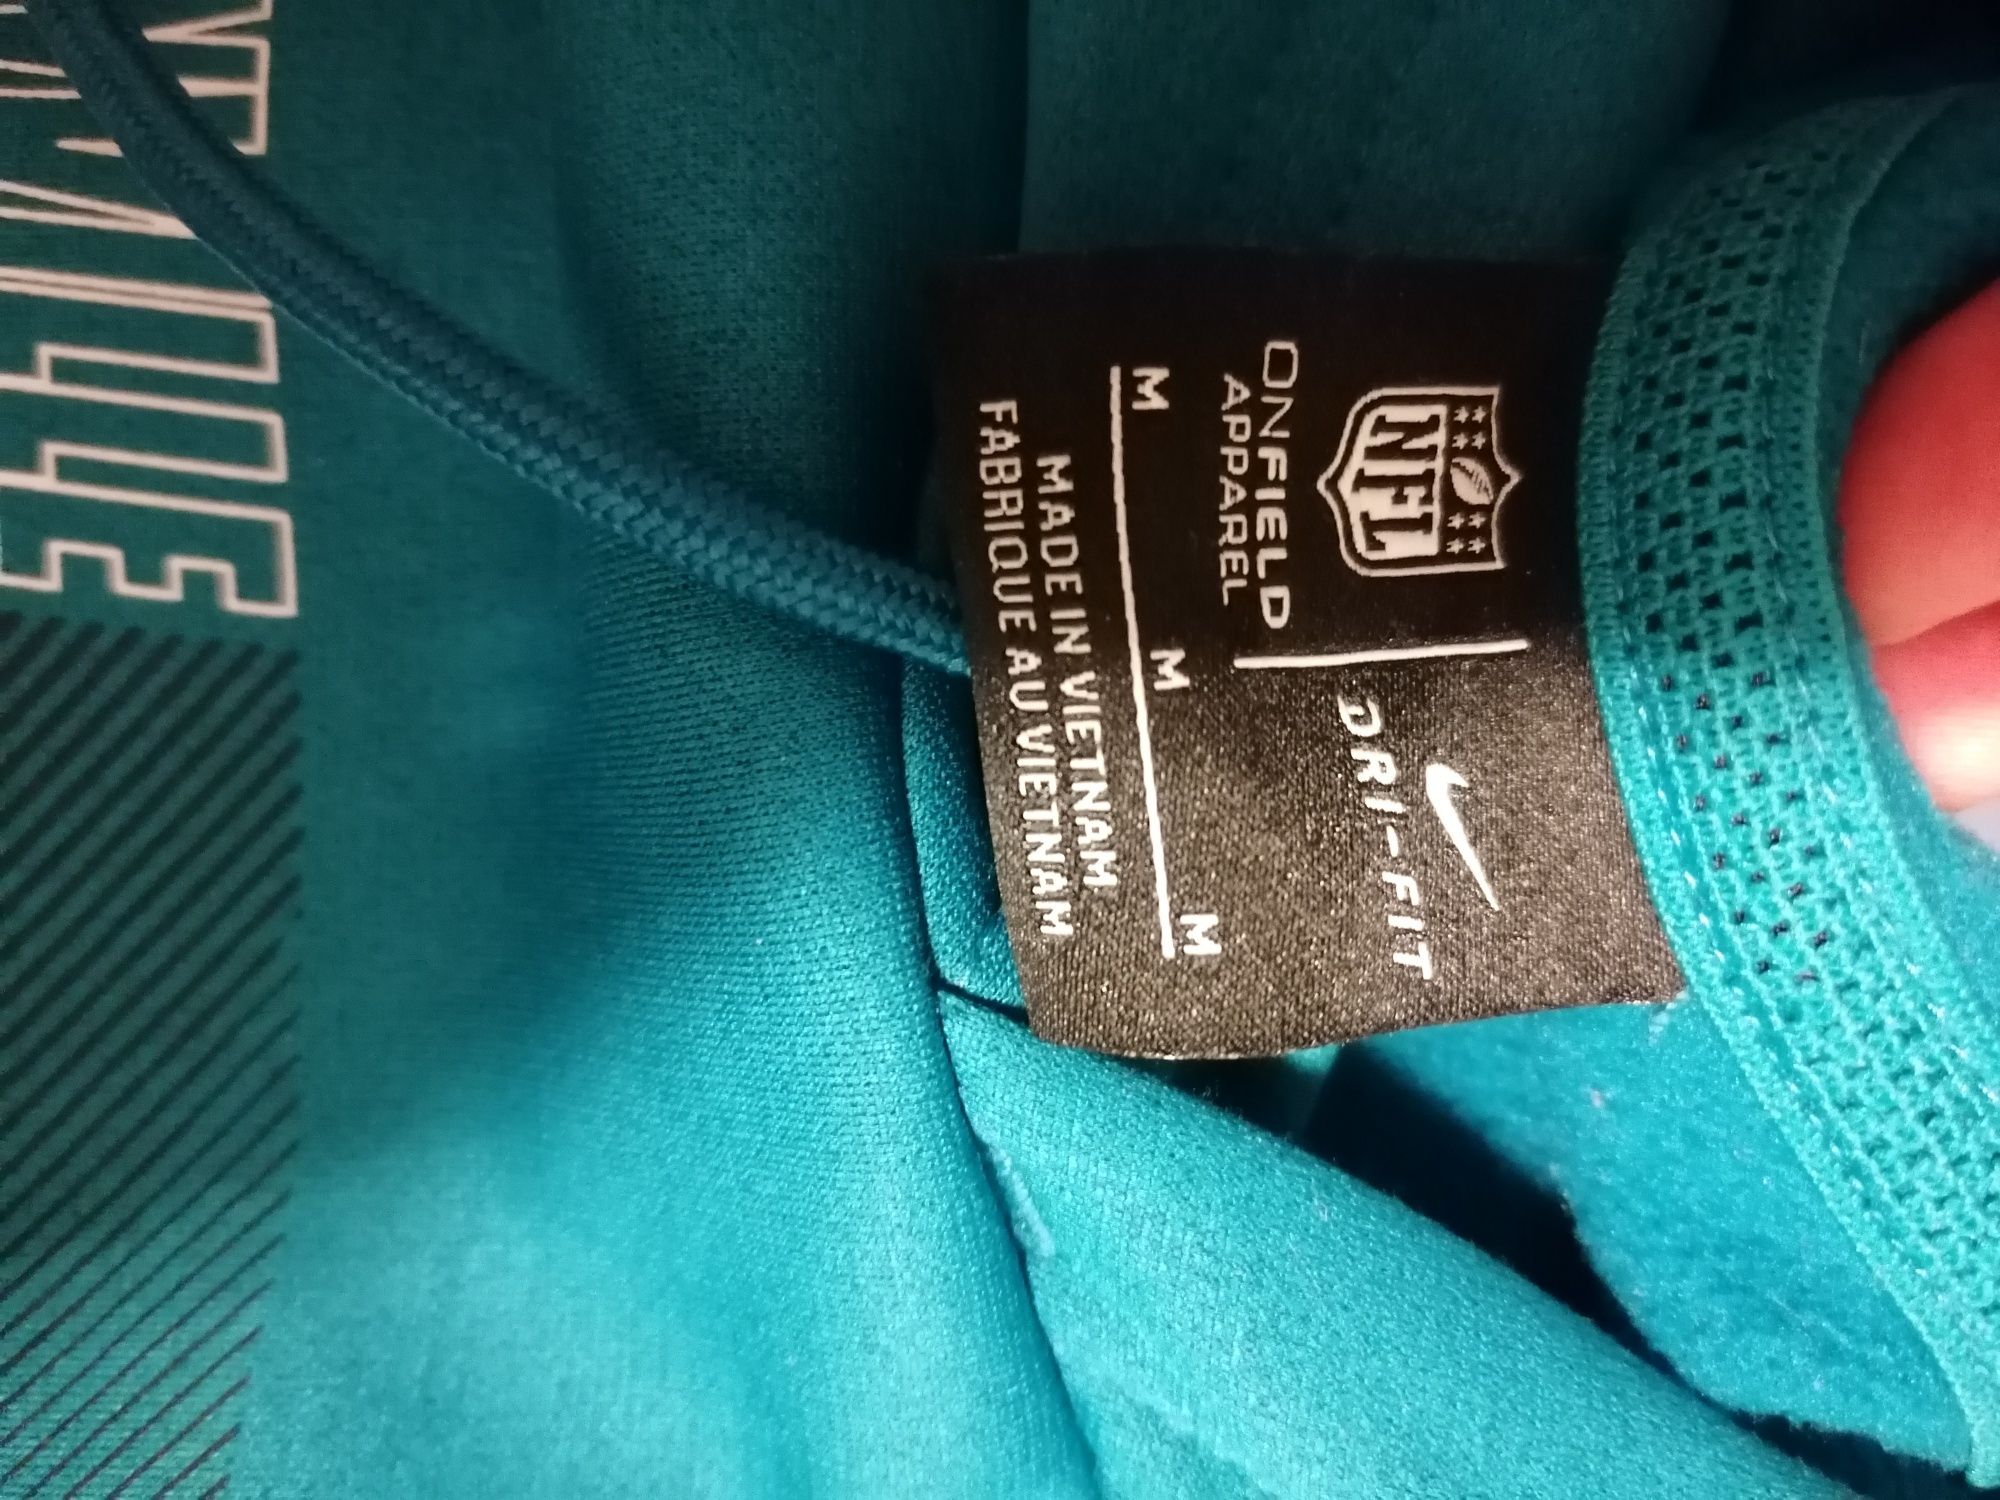 NFL
ONFIELD
APPAREL
DRI-FIT
M M M
MADE IN VIETNAM
FABRIQUE AU VIETNAM